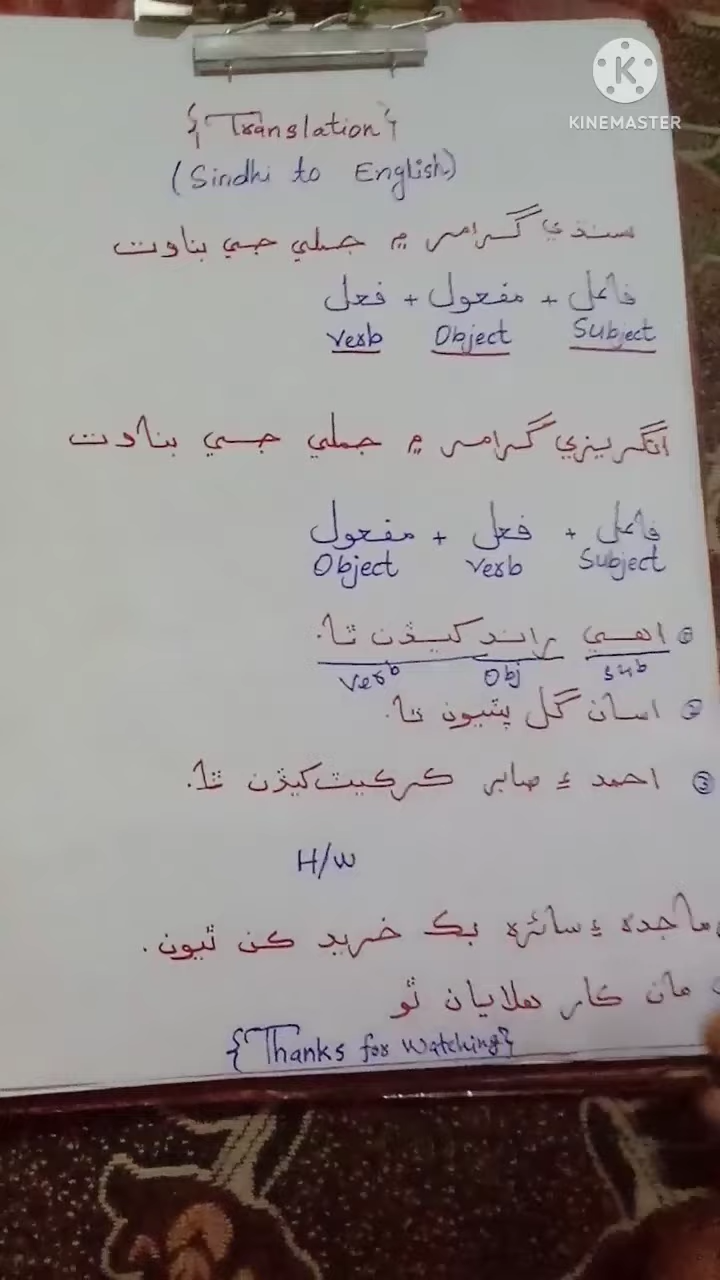 KINEMASTER
{Translation}
(Sindhi to English)
سنڌي گرامر ۾ جملي جي بناوت
فاعل + مفعول + فعل
Subject Object Verb
انگريزي گرامر ۾ جملي جي بناوت
فاعل + فعل + مفعول
Subject Verb Object
① اهي راند کيڏن ٿا.
Sub Obj Verb
② اسان گل پٽيون ٿا.
③ احمد ۽ صابر ڪرڪيٽ کيڏن ٿا.
H/W
ماجده ۽ سائره بڪ خريد ڪن ٿيون.
مان ڪار هلايان ٿو
{Thanks for Watching}